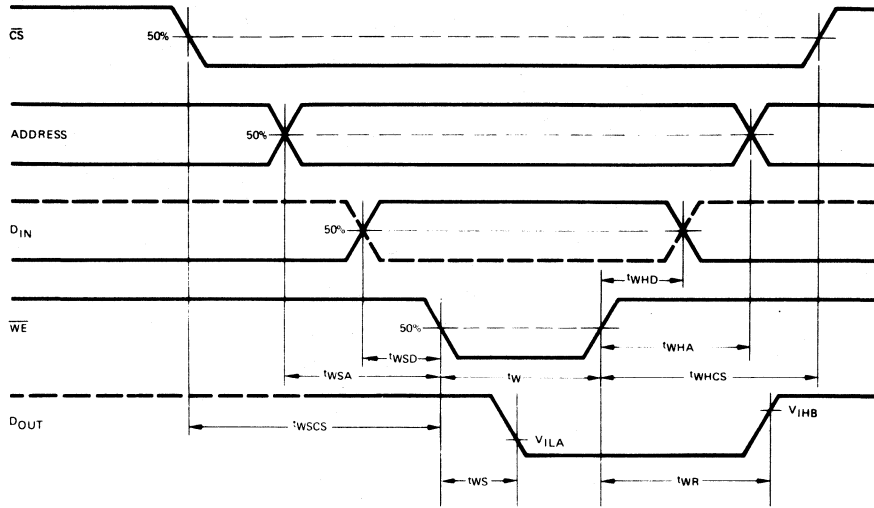 CS
50%
ADDRESS
50%
DIN
50%
tWHD
WE
50%
tWSD
tWHA
tWSA
tW
tWHCS
DOUT
tWSCS
VILA
VIHB
tWS
tWR